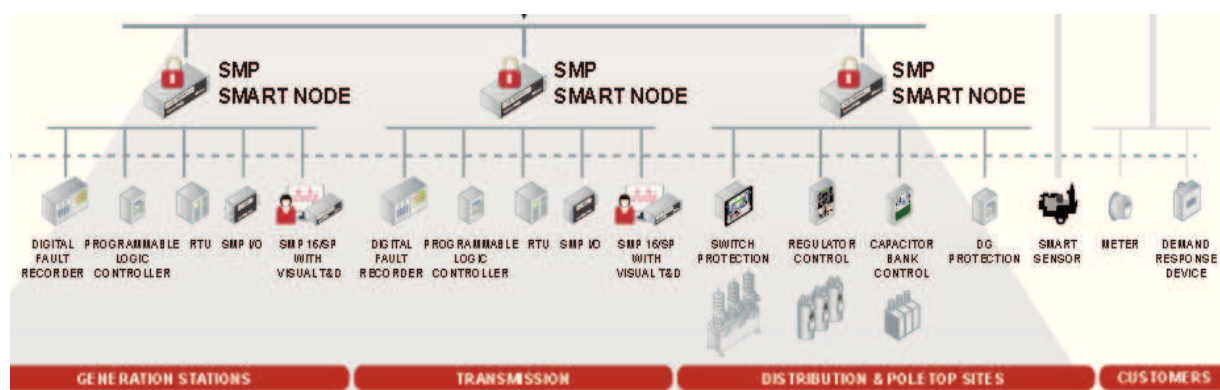 SMP
SMART NODE
SMP
SMART NODE
SMP
SMART NODE
DIGITAL
FAULT
RECORDER
PROGRAMMABLE
LOGIC
CONTROLLER
RTU
SMP I/O
SMP 16/SP
WITH
VISUAL T&D
DIGITAL
FAULT
RECORDER
PROGRAMMABLE
LOGIC
CONTROLLER
RTU
SMP I/O
SMP 16/SP
WITH
VISUAL T&D
SWITCH
PROTECTION
REGULATOR
CONTROL
CAPACITOR
BANK
CONTROL
DG
PROTECTION
SMART
SENSOR
METER
DEMAND
RESPONSE
DEVICE
GENERATION STATIONS
TRANSMISSION
DISTRIBUTION & POLE TOP SITES
CUSTOMERS